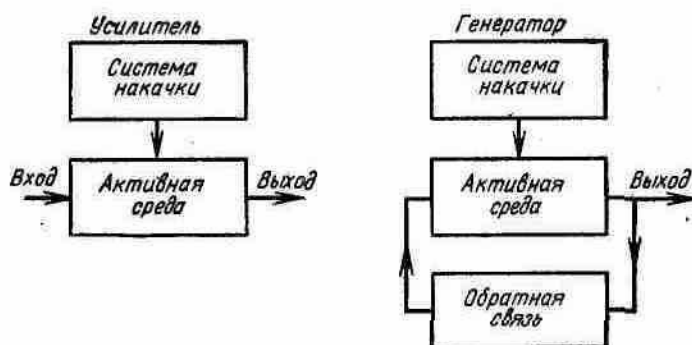 Усилитель
Система
накачки
Вход
Активная
среда
Выход
Генератор
Система
накачки
Активная
среда
Выход
Обратная
связь